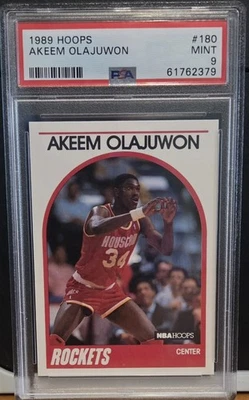 1989 HOOPS #180
AKEEM OLAJUWON MINT
PSA 9
61762379
AKEEM OLAJUWON
HOUSTON
34
NBA HOOPS
ROCKETS CENTER